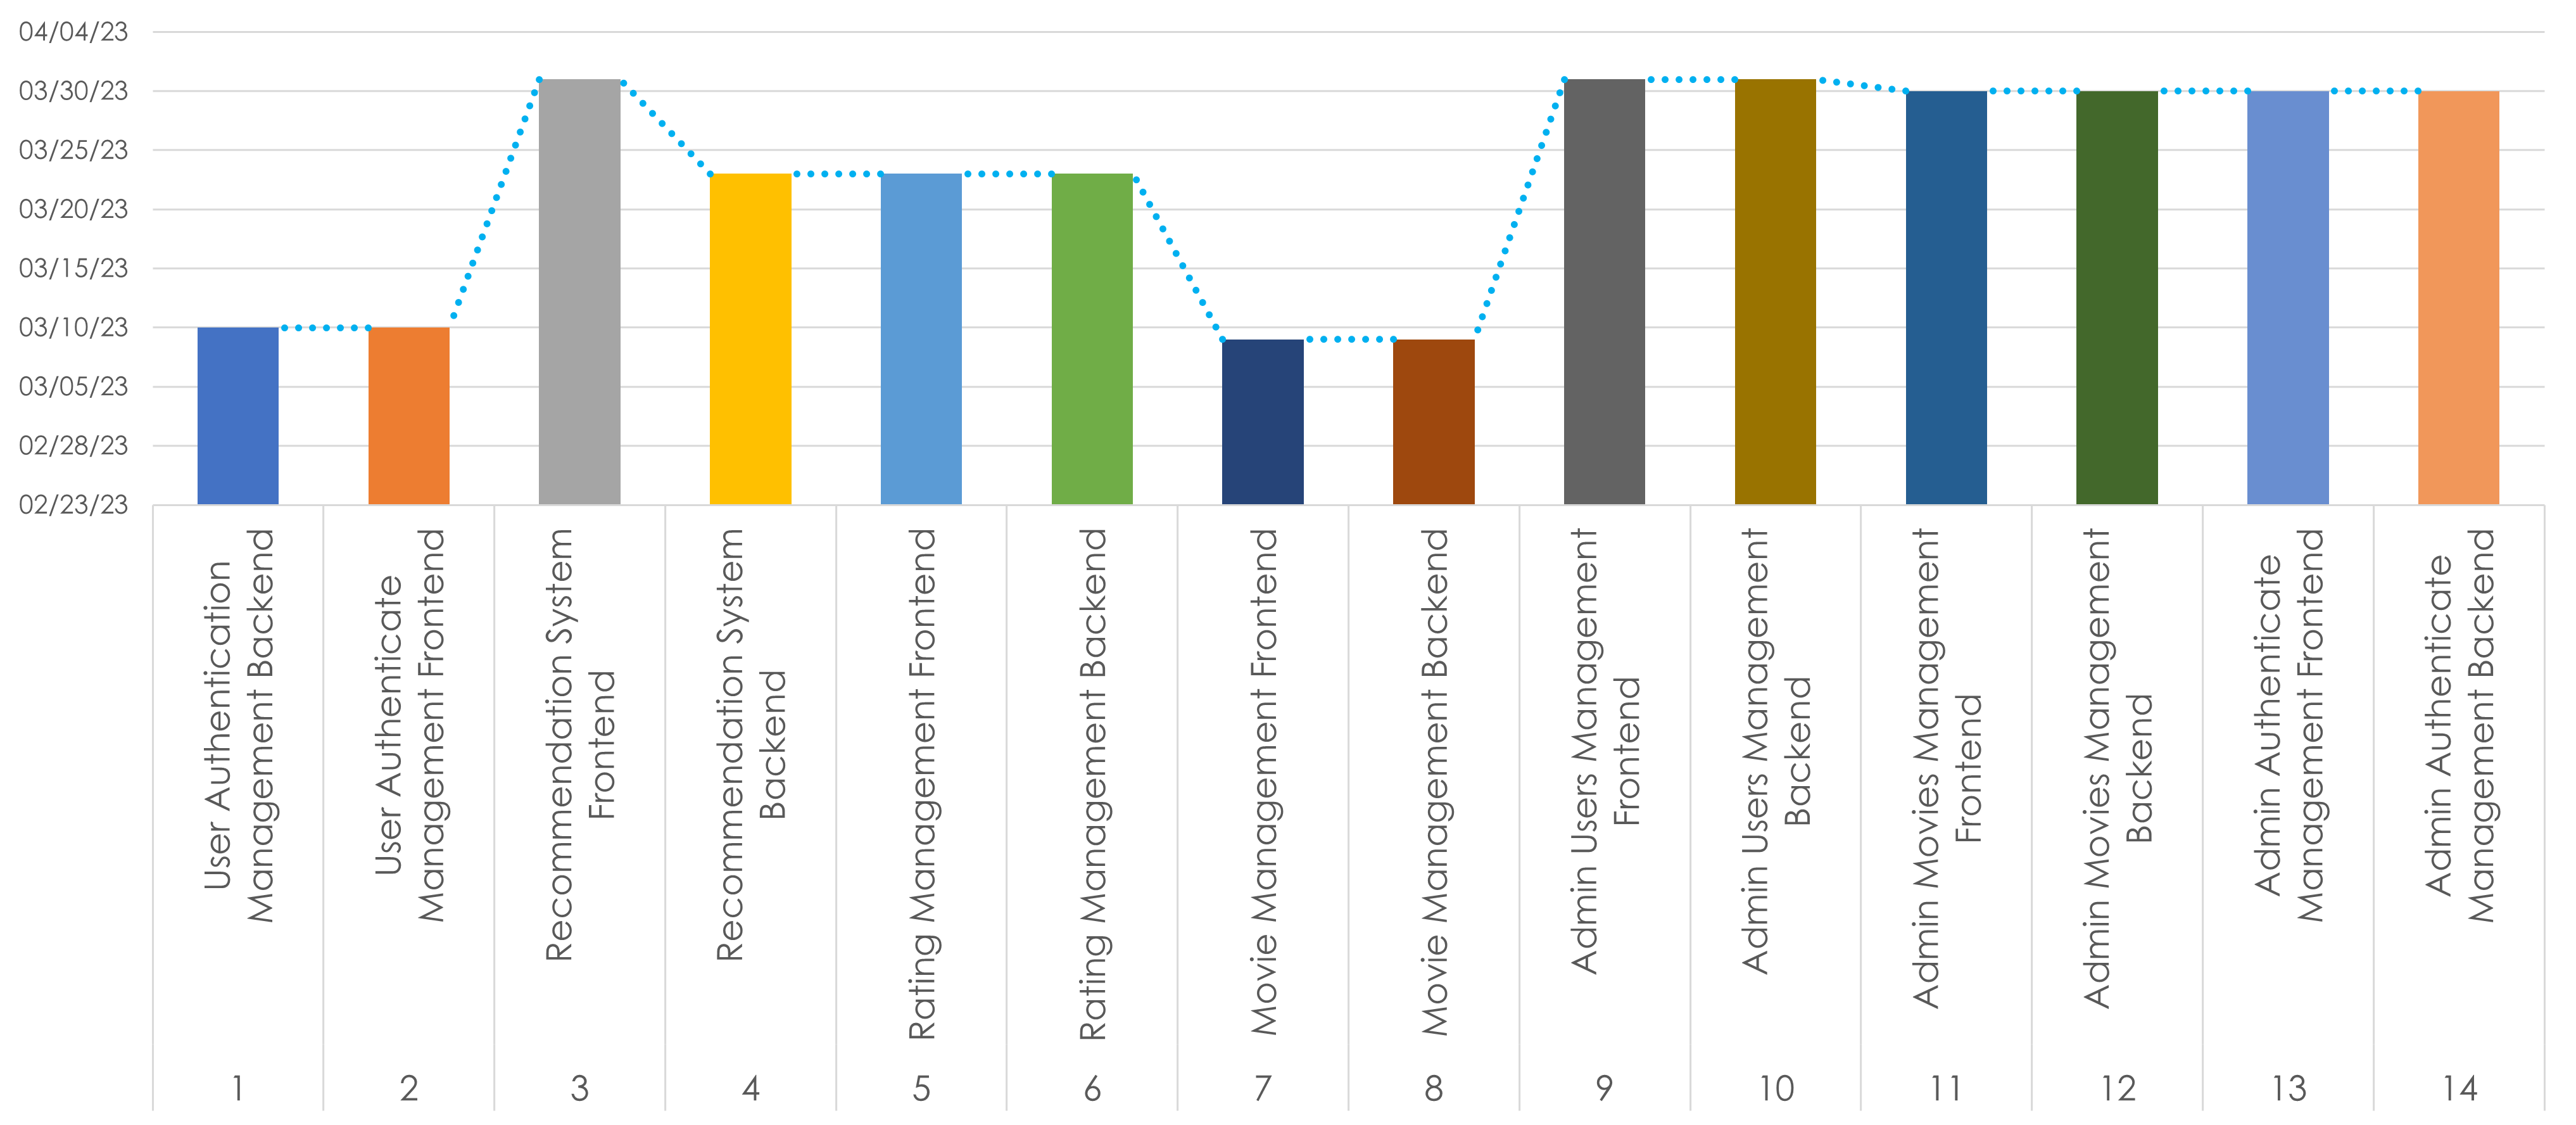 04/04/23
03/30/23
03/25/23
03/20/23
03/15/23
03/10/23
03/05/23
02/28/23
02/23/23
User Authentication
Management Backend
User Authenticate
Management Frontend
Recommendation System
Frontend
Recommendation System
Backend
Rating Management Frontend
Rating Management Backend
Movie Management Frontend
Movie Management Backend
Admin Users Management
Frontend
Admin Users Management
Backend
Admin Movies Management
Frontend
Admin Movies Management
Backend
Admin Authenticate
Management Frontend
Admin Authenticate
Management Backend
1 2 3 4 5 6 7 8 9 10 11 12 13 14